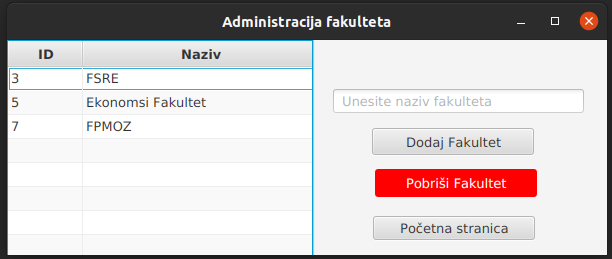 Administracija fakulteta
ID Naziv
3 FSRE
5 Ekonomsi Fakultet
7 FPMOZ
Unesite naziv fakulteta
Dodaj Fakultet
Pobriši Fakultet
Početna stranica